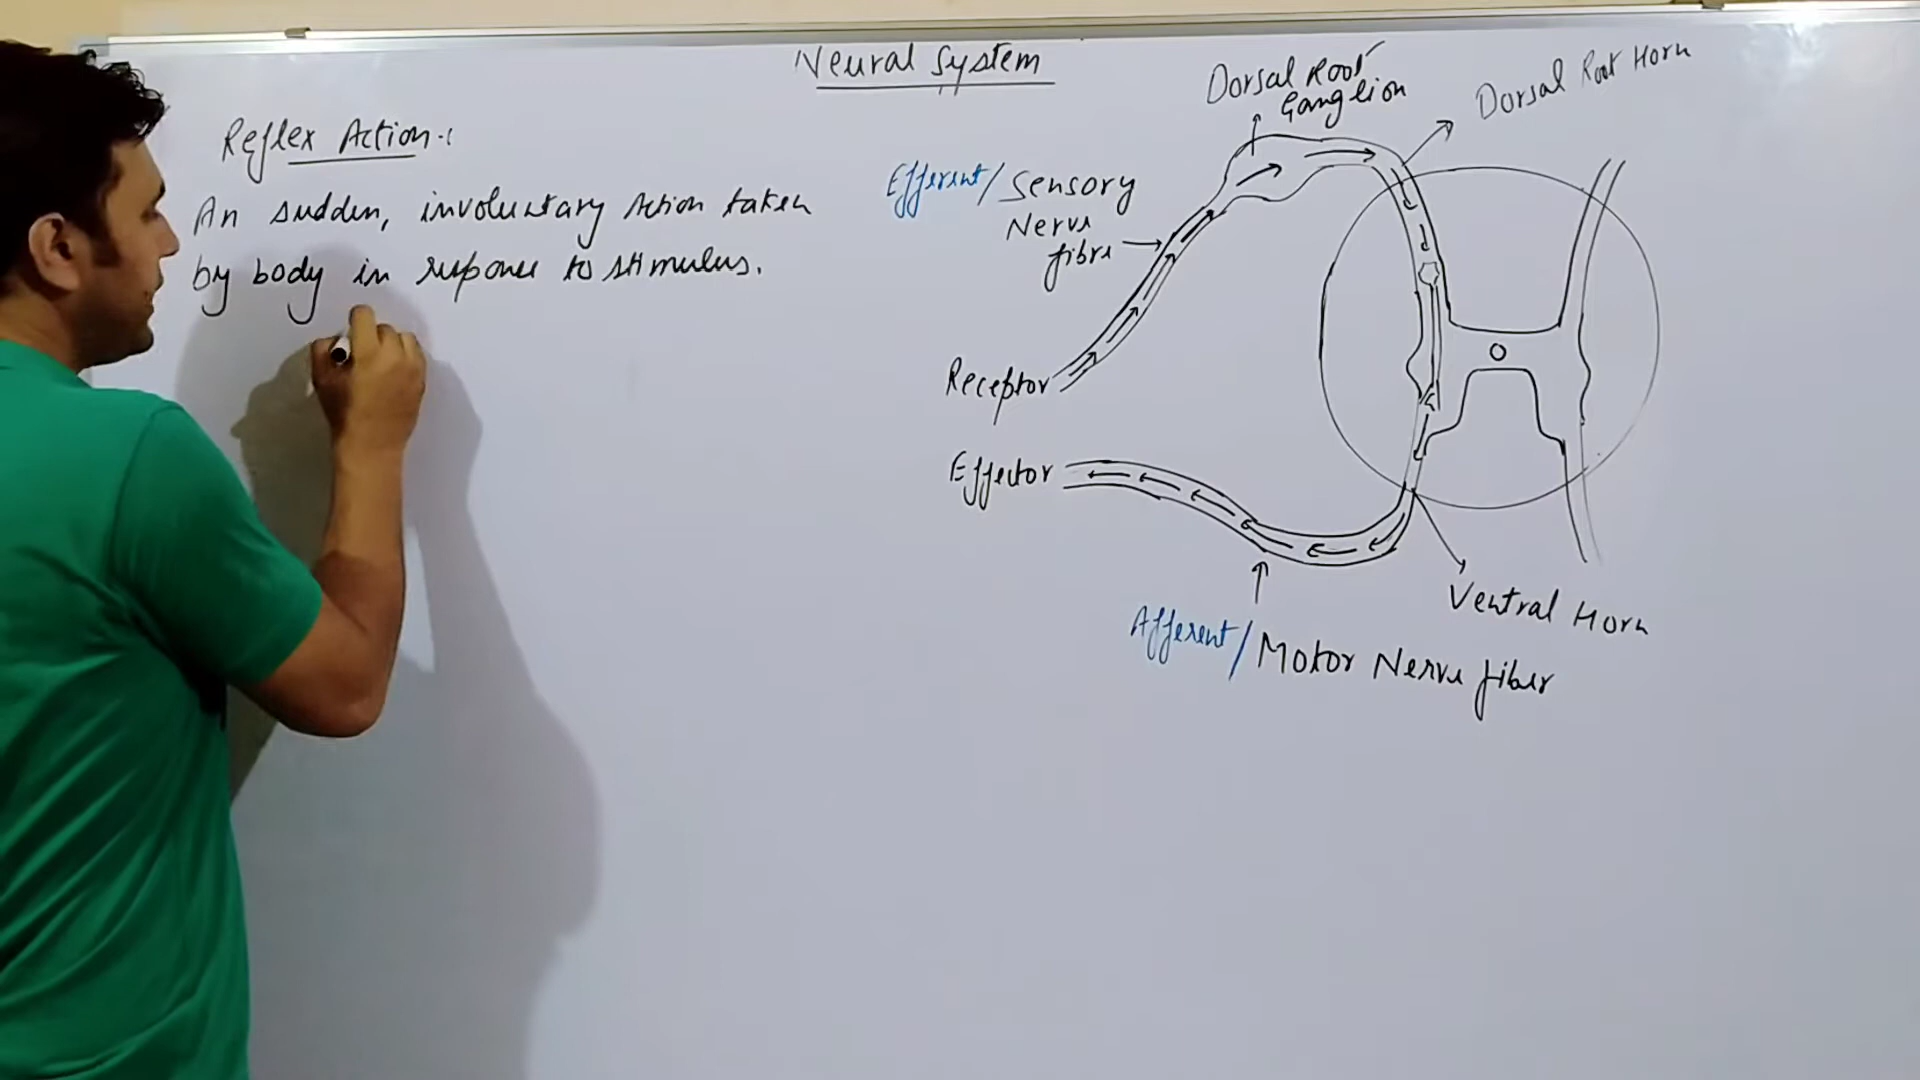 Neural System
Reflex Action:
An sudden, involuntary Action taken
by body in response to stimulus.
Dorsal Root
Ganglion
Dorsal Root Horn
Efferent/Sensory
Nerve
fibre
Receptor
Effector
Ventral Horn
Afferent/Motor Nerve fiber